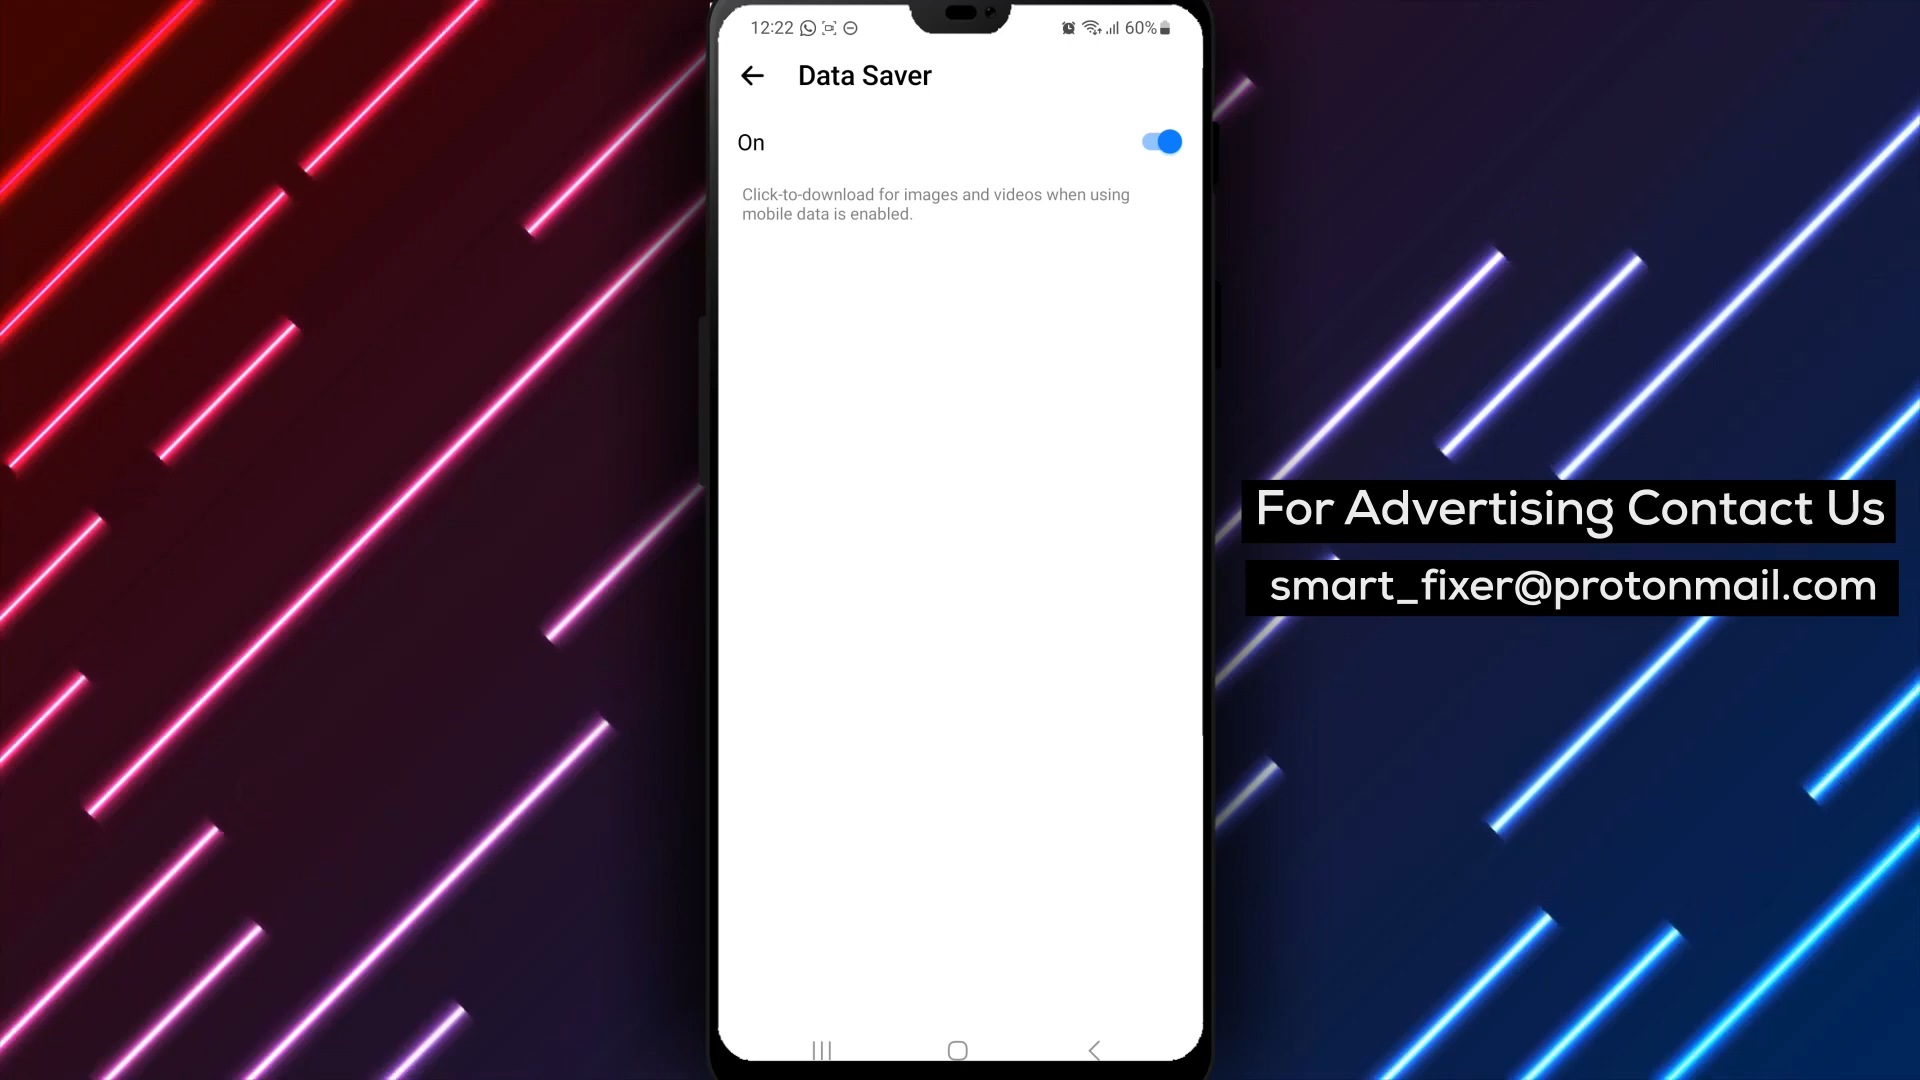 12:22 60%
Data Saver
On
Click-to-download for images and videos when using
mobile data is enabled.
For Advertising Contact Us
smart_fixer@protonmail.com